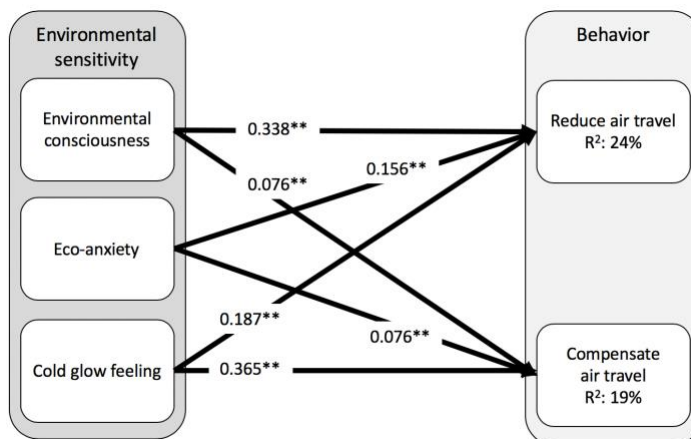 Environmental
sensitivity
Environmental
consciousness
Eco-anxiety
Cold glow feeling
0.338**
0.076**
0.156**
0.187**
0.076**
0.365**
Behavior
Reduce air travel
R²: 24%
Compensate
air travel
R²: 19%